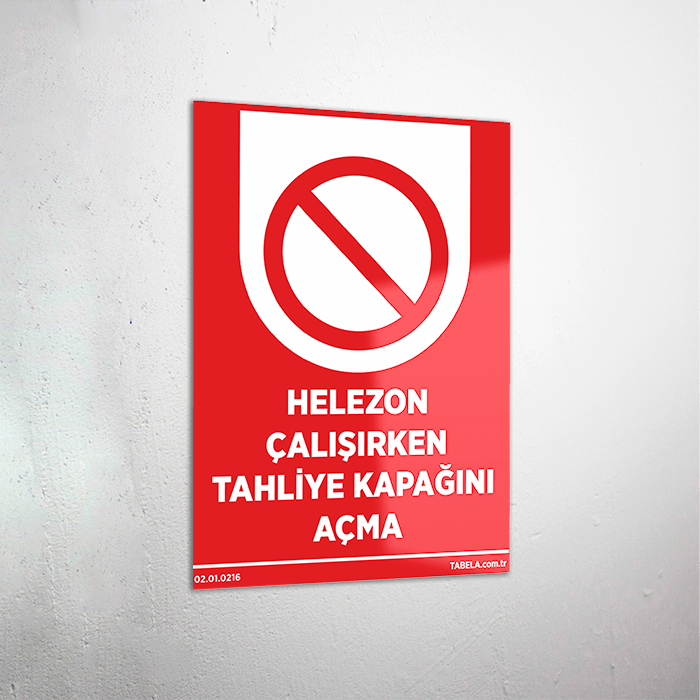 HELEZON
ÇALIŞIRKEN
TAHLİYE KAPAĞINI
AÇMA
02.01.0216
TABELA.com.tr